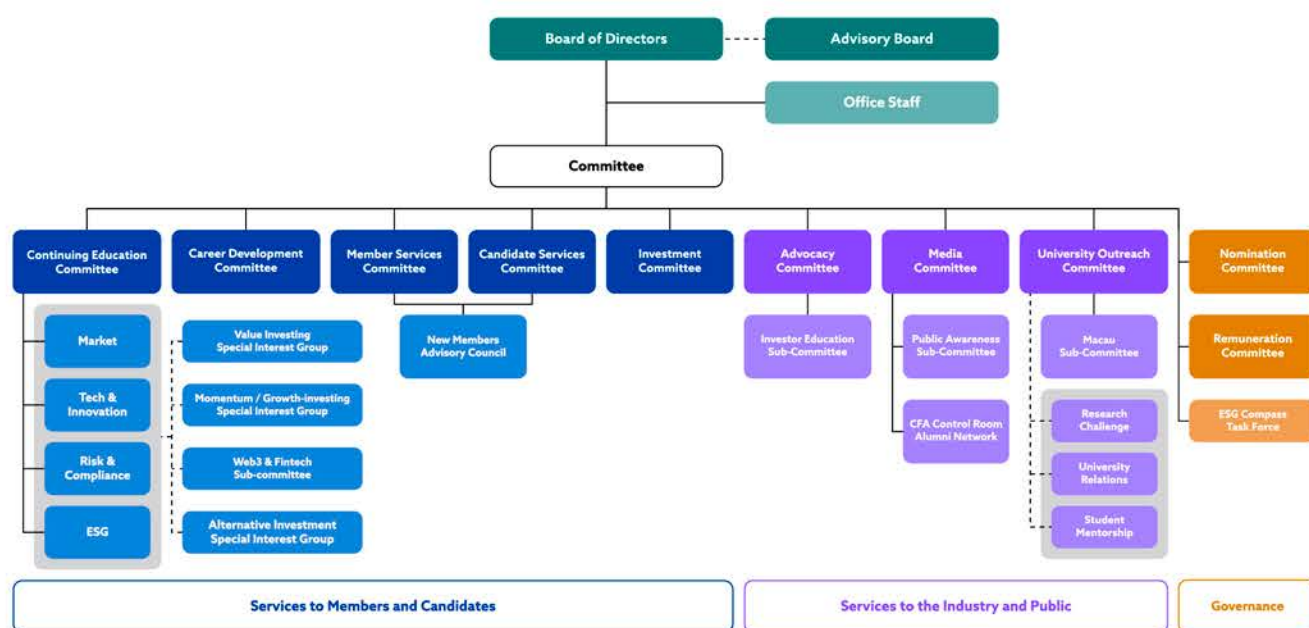 Board of Directors
Advisory Board
Office Staff
Committee
Continuing Education
Committee
Career Development
Committee
Member Services
Committee
Candidate Services
Committee
Investment
Committee
Advocacy
Committee
Media
Committee
University Outreach
Committee
Nomination
Committee
Market
Tech &
Innovation
Risk &
Compliance
ESG
Value Investing
Special Interest Group
Momentum / Growth-investing
Special Interest Group
Web3 & Fintech
Sub-committee
Alternative Investment
Special Interest Group
New Members
Advisory Council
Investor Education
Sub-Committee
Public Awareness
Sub-Committee
CFA Control Room
Alumni Network
Macau
Sub-Committee
Research
Challenge
University
Relations
Student
Mentorship
Remuneration
Committee
ESG Compass
Task Force
Services to Members and Candidates
Services to the Industry and Public
Governance